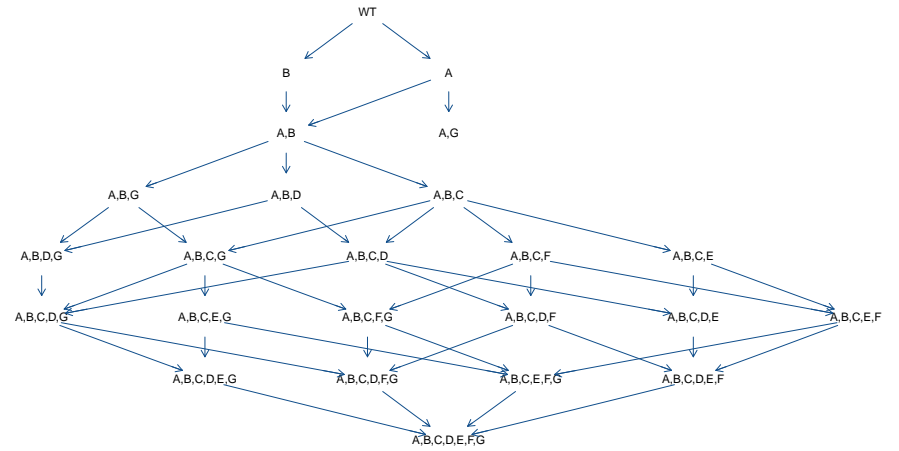 WT
B
A
A,B
A,G
A,B,G
A,B,D
A,B,C
A,B,D,G
A,B,C,G
A,B,C,D
A,B,C,F
A,B,C,E
A,B,C,D,G
A,B,C,E,G
A,B,C,F,G
A,B,C,D,F
A,B,C,D,E
A,B,C,E,F
A,B,C,D,E,G
A,B,C,D,F,G
A,B,C,E,F,G
A,B,C,D,E,F
A,B,C,D,E,F,G